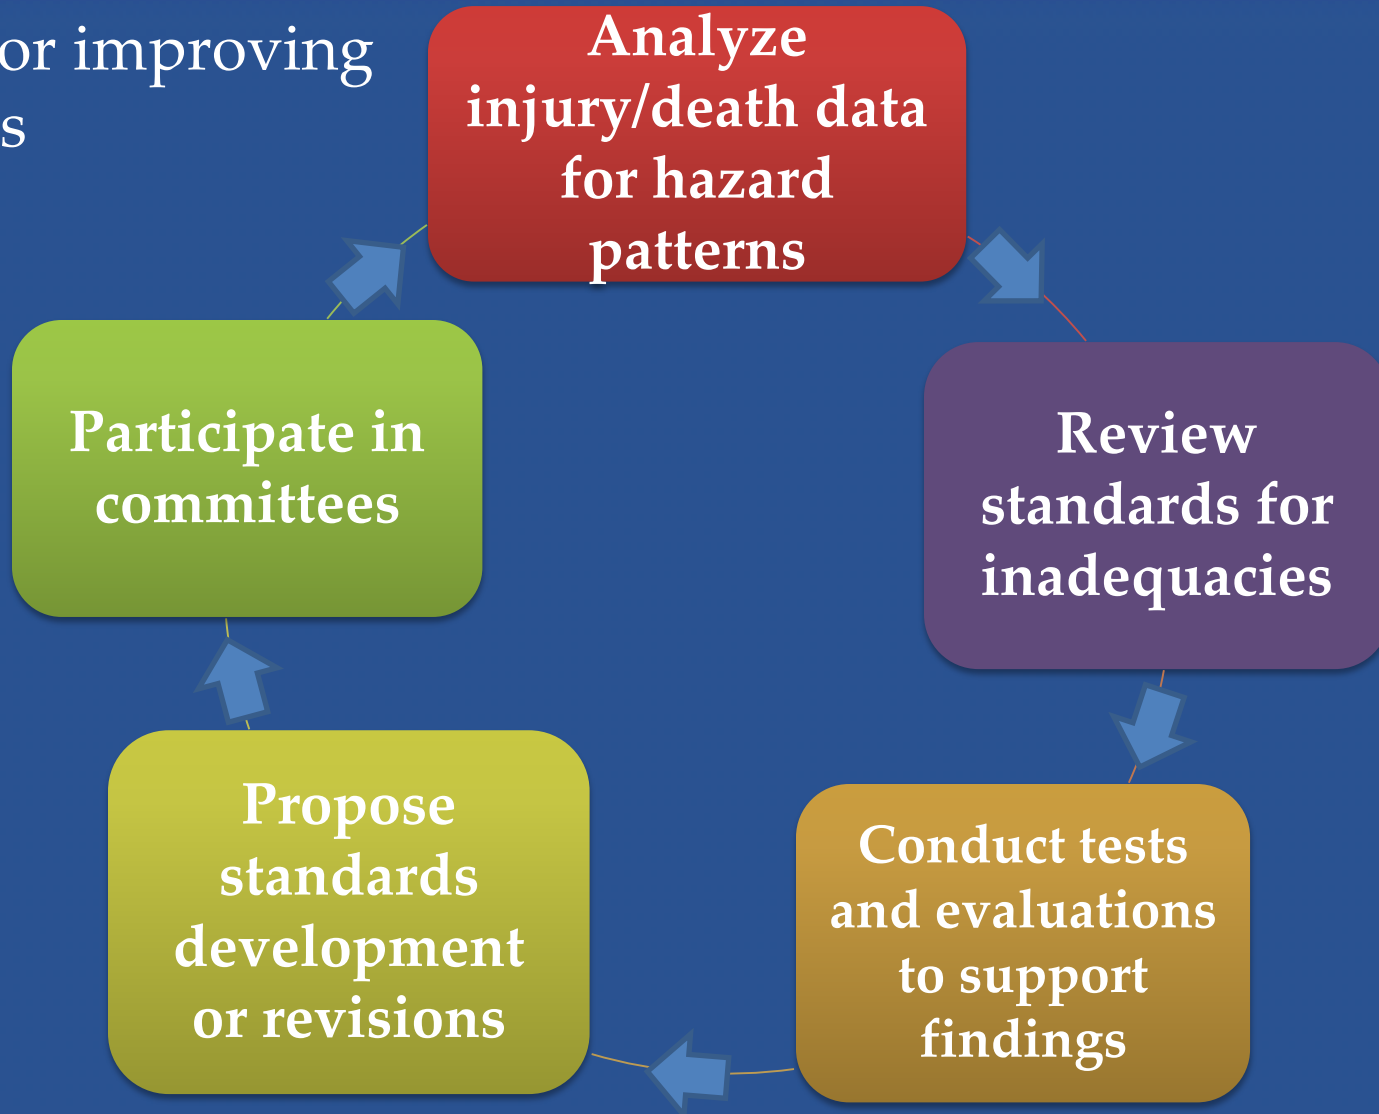 or improving
s
Analyze
injury/death data
for hazard
patterns
Review
standards for
inadequacies
Conduct tests
and evaluations
to support
findings
Propose
standards
development
or revisions
Participate in
committees